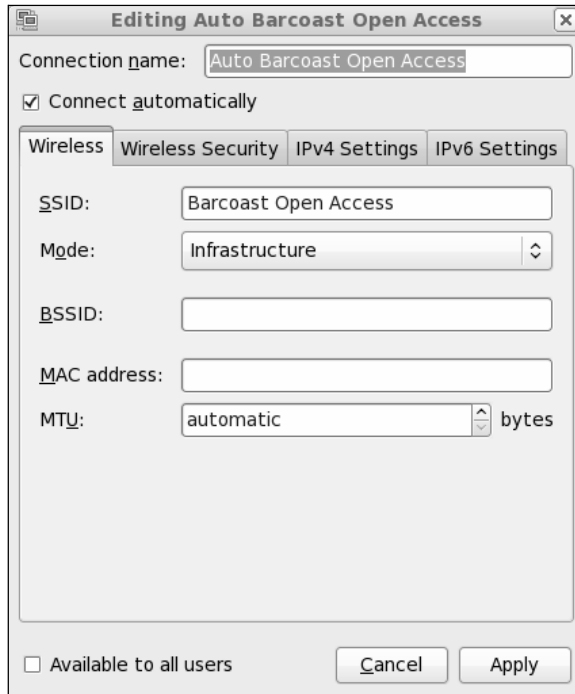 Editing Auto Barcoast Open Access
Connection name: Auto Barcoast Open Access
Connect automatically
Wireless Wireless Security IPv4 Settings IPv6 Settings
SSID: Barcoast Open Access
Mode: Infrastructure
BSSID:
MAC address:
MTU: automatic bytes
Available to all users Cancel Apply